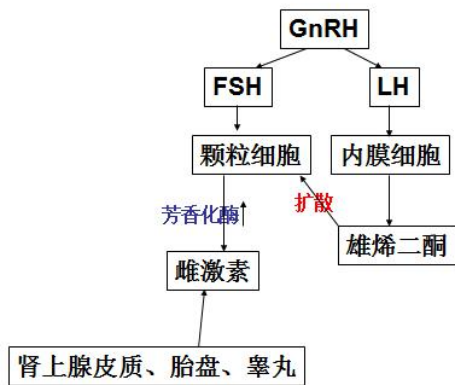 GnRH
FSH
LH
颗粒细胞
内膜细胞
芳香化酶
扩散
雄烯二酮
雌激素
肾上腺皮质、胎盘、睾丸